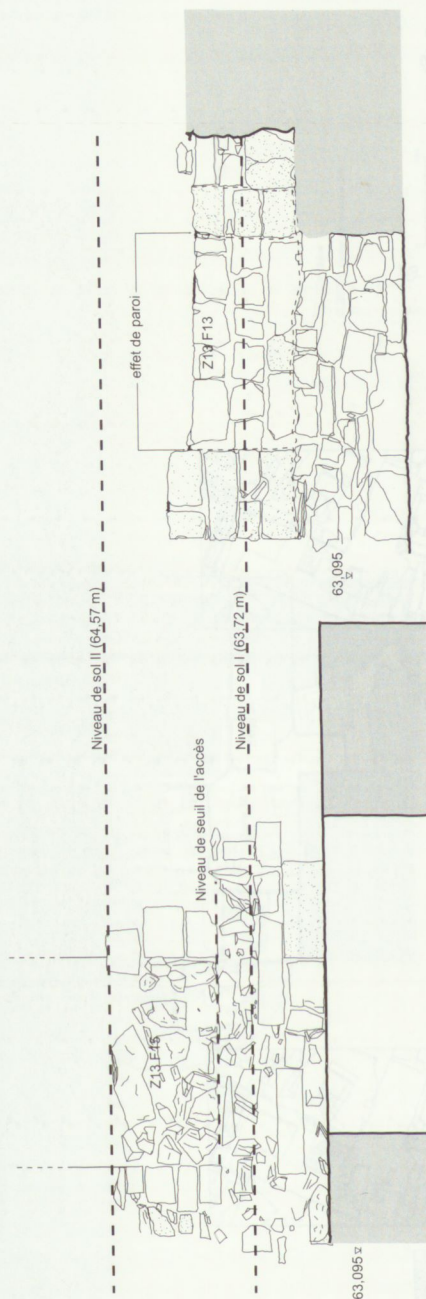 Niveau de sol II (64,57 m)
effet de paroi
Z13 F13
Niveau de sol I (63,72 m)
Niveau de seuil de l'accès
Z13 F15
63,095
63,095